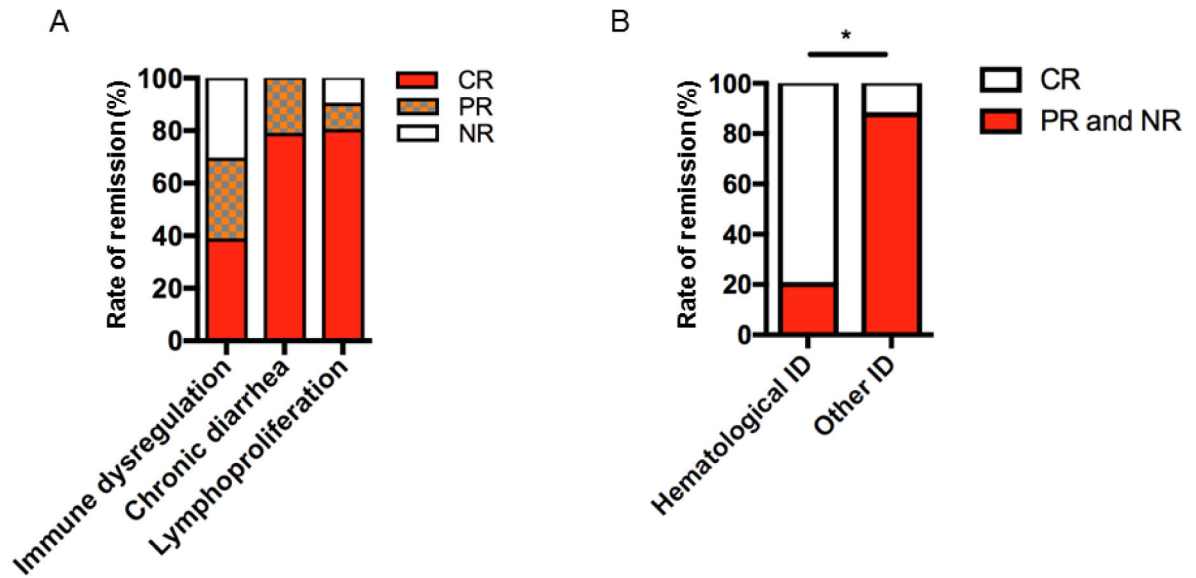 A
Rate of remission (%)
100
80
60
40
20
0
Immune dysregulation
Chronic diarrhea
Lymphoproliferation
CR
PR
NR
B
*
Rate of remission (%)
100
80
60
40
20
0
Hematological ID
Other ID
CR
PR and NR